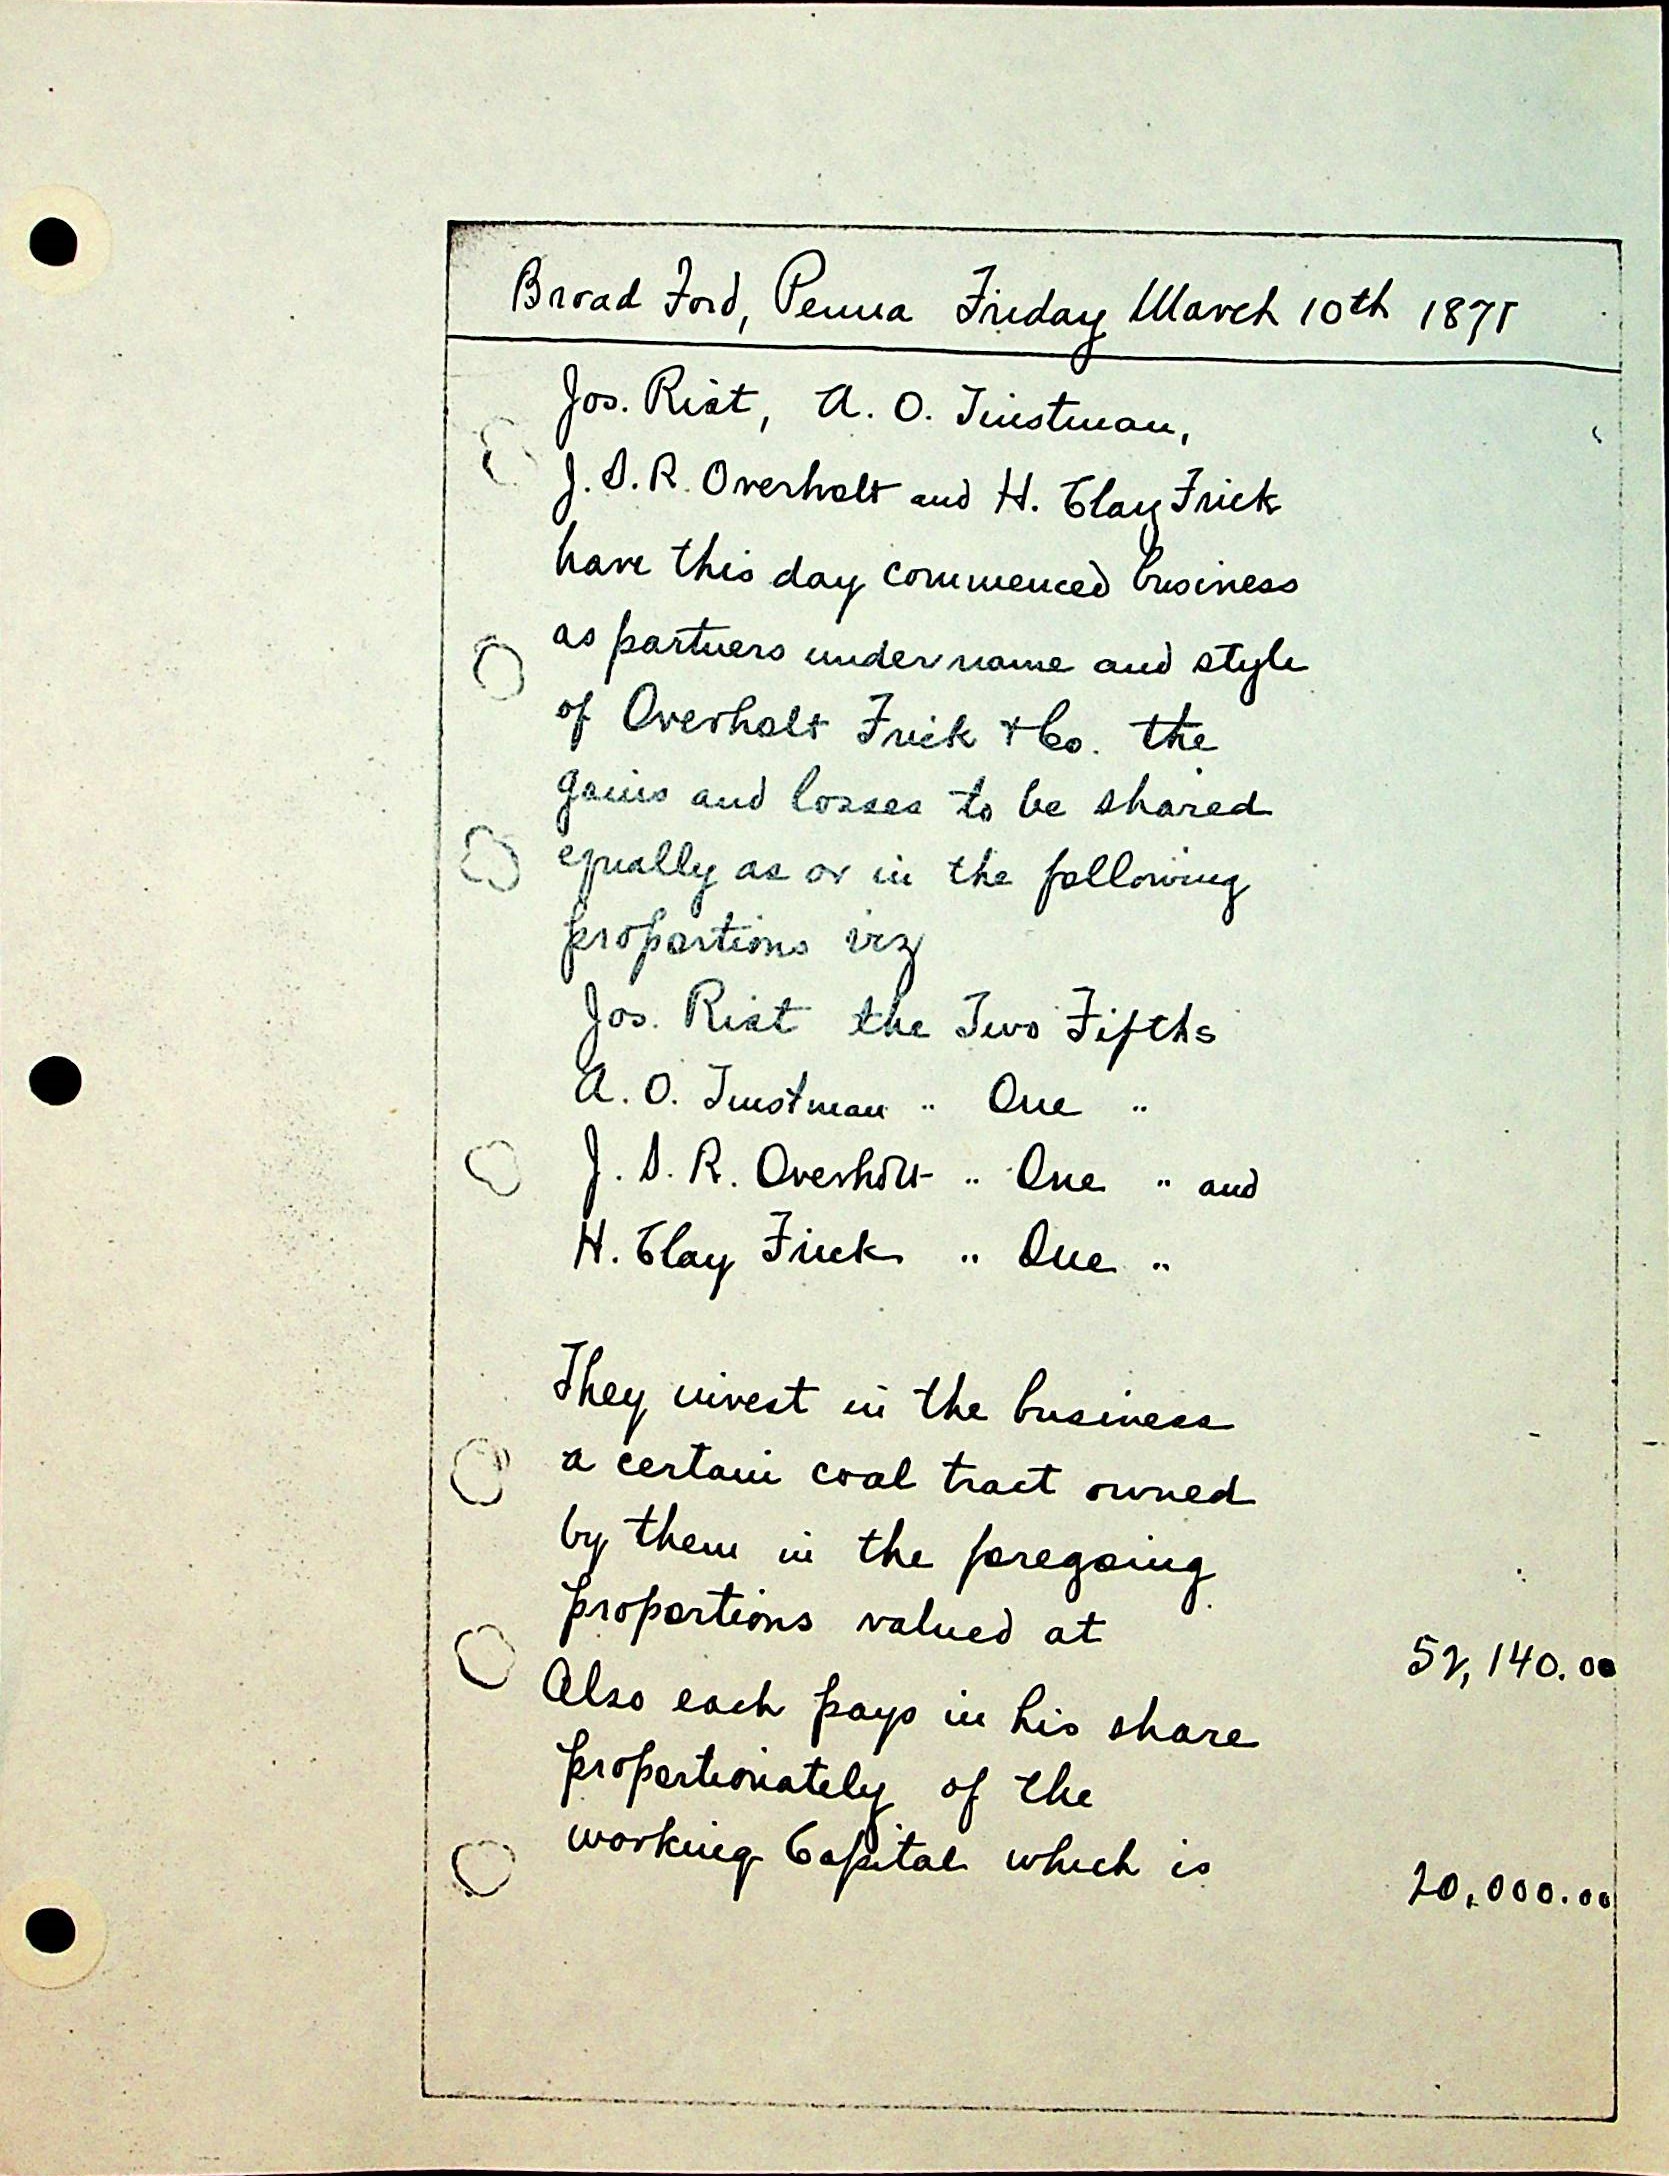 Broad Ford, Penna Friday March 10th 1871
Jos. Rist, A. O. Tinstman,
J. S. R. Overholt and H. Clay Frick
have this day commenced business
as partners under name and style
of Overholt Frick & Co. the
gains and losses to be shared
equally as or in the following
proportions viz
Jos. Rist the Two Fifths
A. O. Tinstman " One "
J. S. R. Overholt " One " and
H. Clay Frick " One "
They invest in the business
a certain coal tract owned
by them in the foregoing
proportions valued at 52,140.00
Also each pays in his share
proportionately of the
working Capital which is 20,000.00